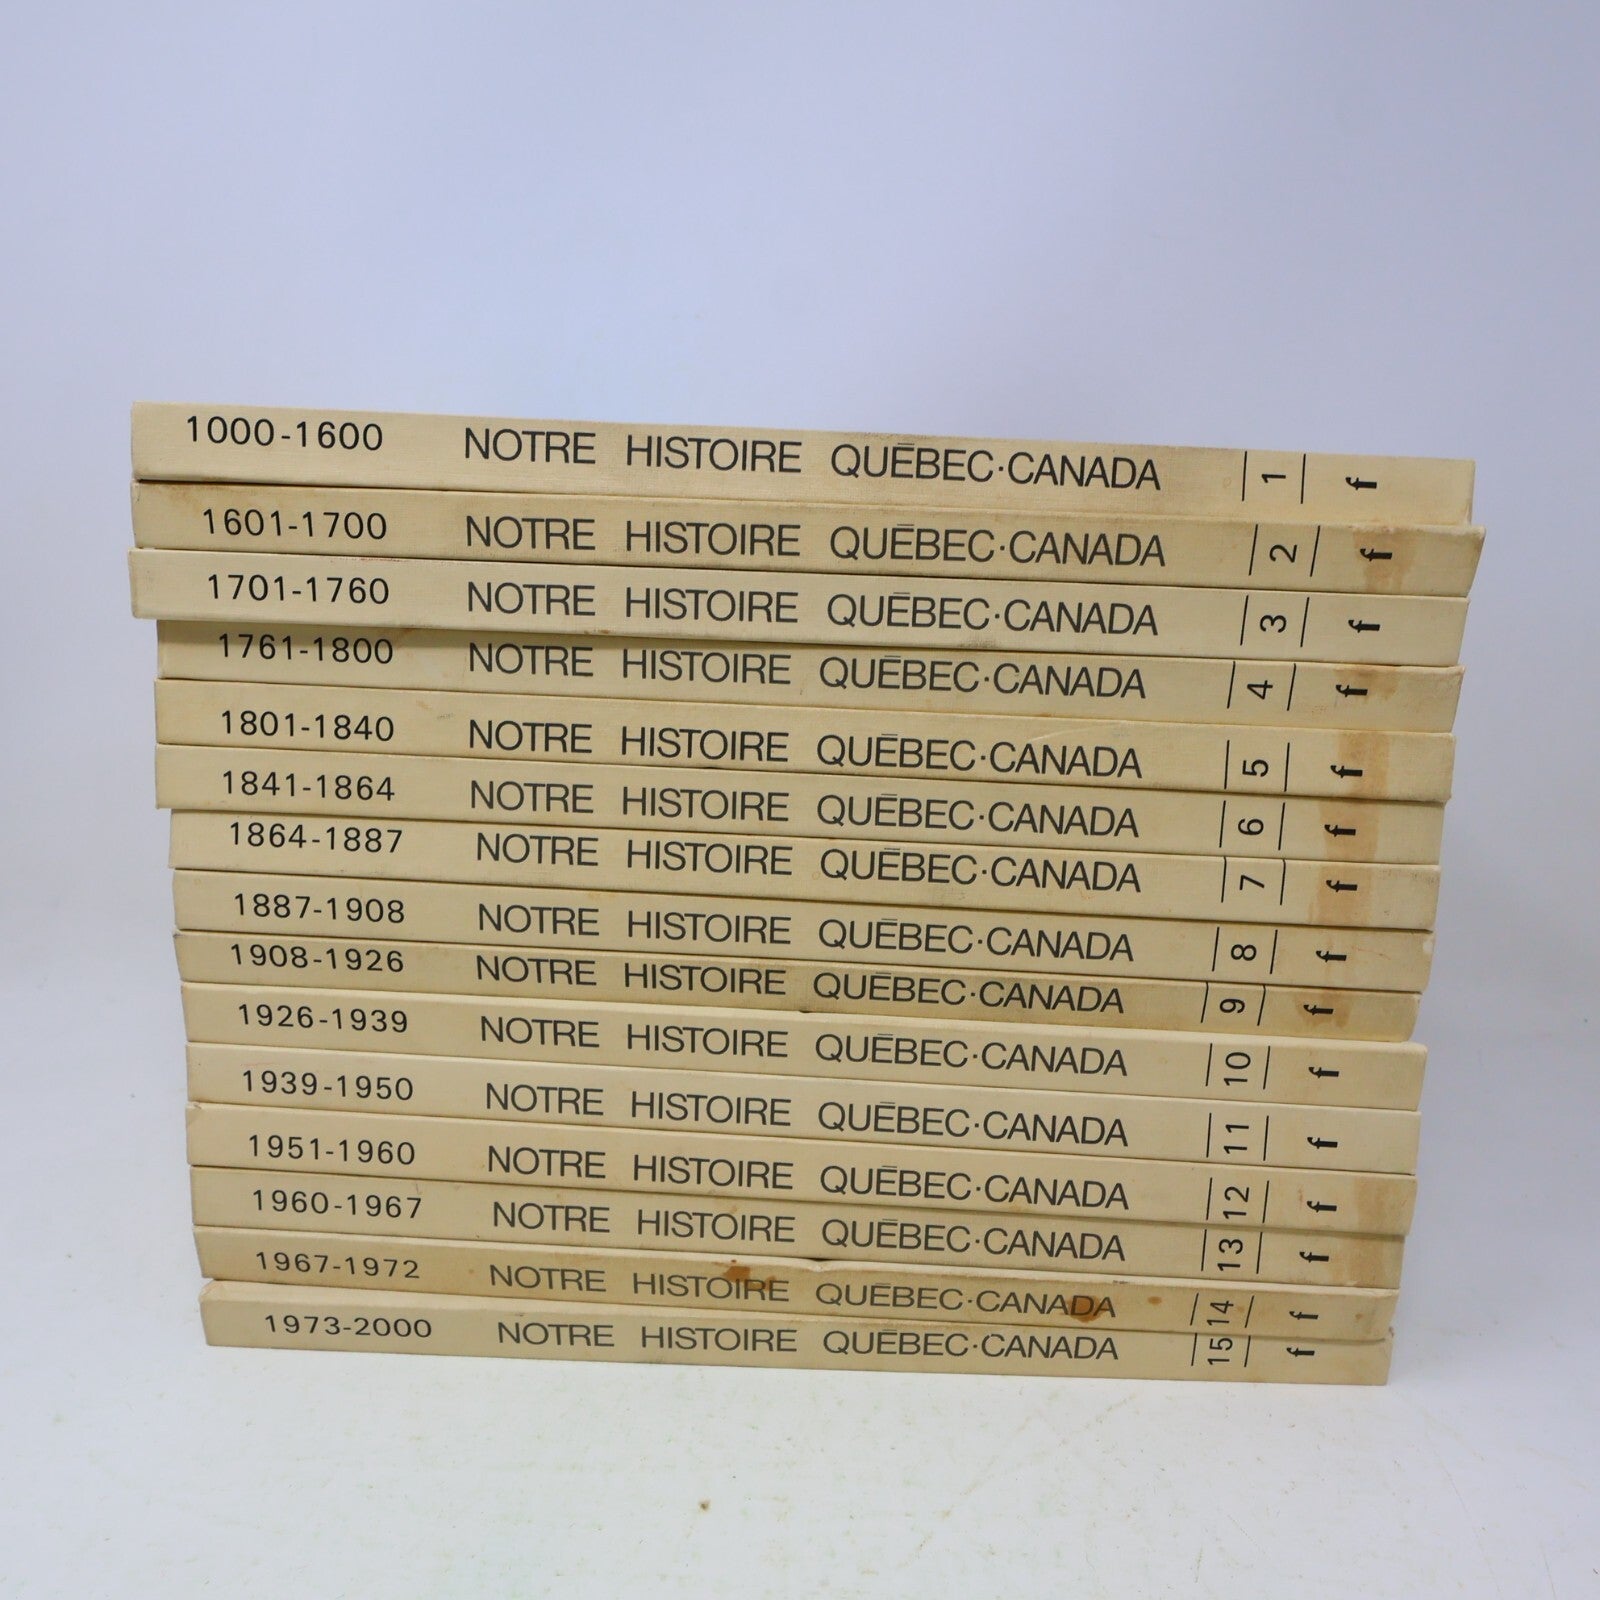 1000-1600 NOTRE HISTOIRE QUÉBEC·CANADA 1 f
1601-1700 NOTRE HISTOIRE QUÉBEC·CANADA 2 f
1701-1760 NOTRE HISTOIRE QUÉBEC·CANADA 3 f
1761-1800 NOTRE HISTOIRE QUÉBEC·CANADA 4 f
1801-1840 NOTRE HISTOIRE QUÉBEC·CANADA 5 f
1841-1864 NOTRE HISTOIRE QUÉBEC·CANADA 6 f
1864-1887 NOTRE HISTOIRE QUÉBEC·CANADA 7 f
1887-1908 NOTRE HISTOIRE QUÉBEC·CANADA 8 f
1908-1926 NOTRE HISTOIRE QUÉBEC·CANADA 9 f
1926-1939 NOTRE HISTOIRE QUÉBEC·CANADA 10 f
1939-1950 NOTRE HISTOIRE QUÉBEC·CANADA 11 f
1951-1960 NOTRE HISTOIRE QUÉBEC·CANADA 12 f
1960-1967 NOTRE HISTOIRE QUÉBEC·CANADA 13 f
1967-1972 NOTRE HISTOIRE QUÉBEC·CANADA 14 f
1973-2000 NOTRE HISTOIRE QUÉBEC·CANADA 15 f